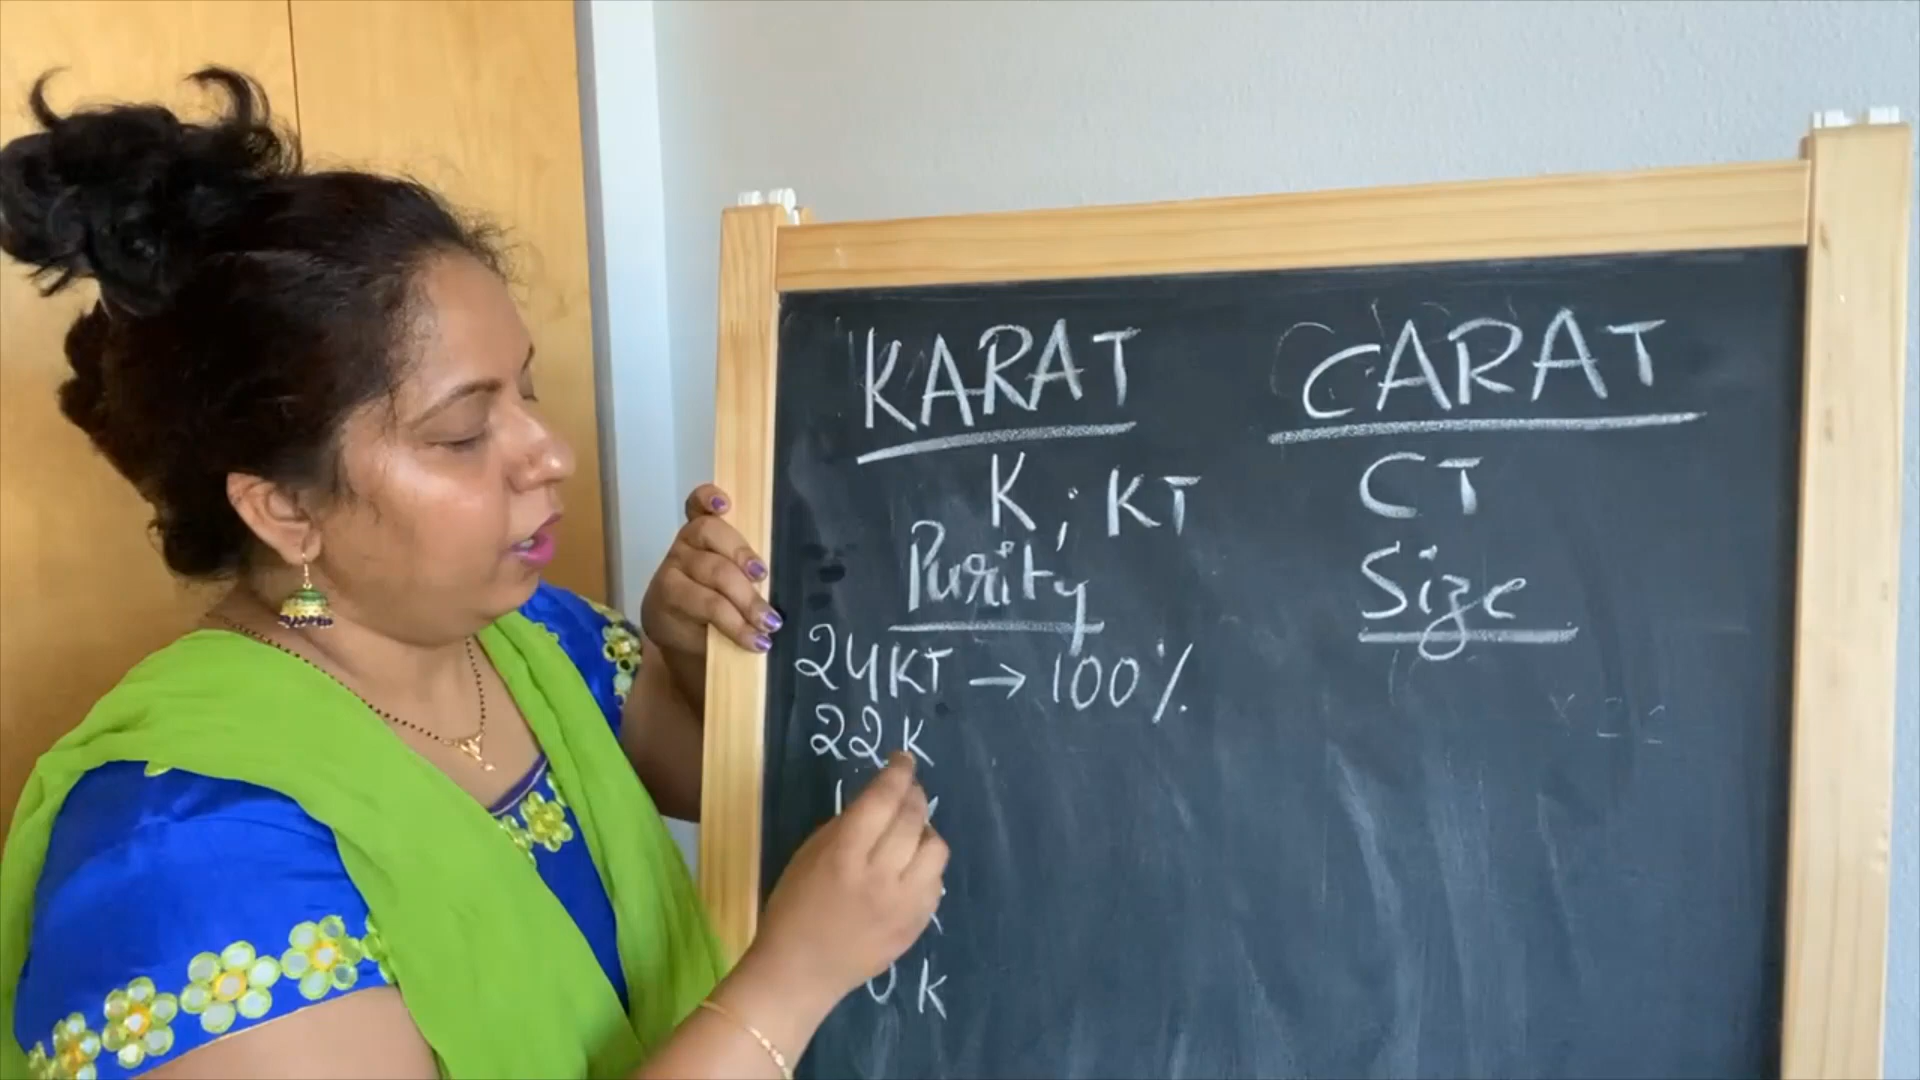 KARAT CARAT
K ; KT CT
Purity Size
24KT → 100%
22K
K